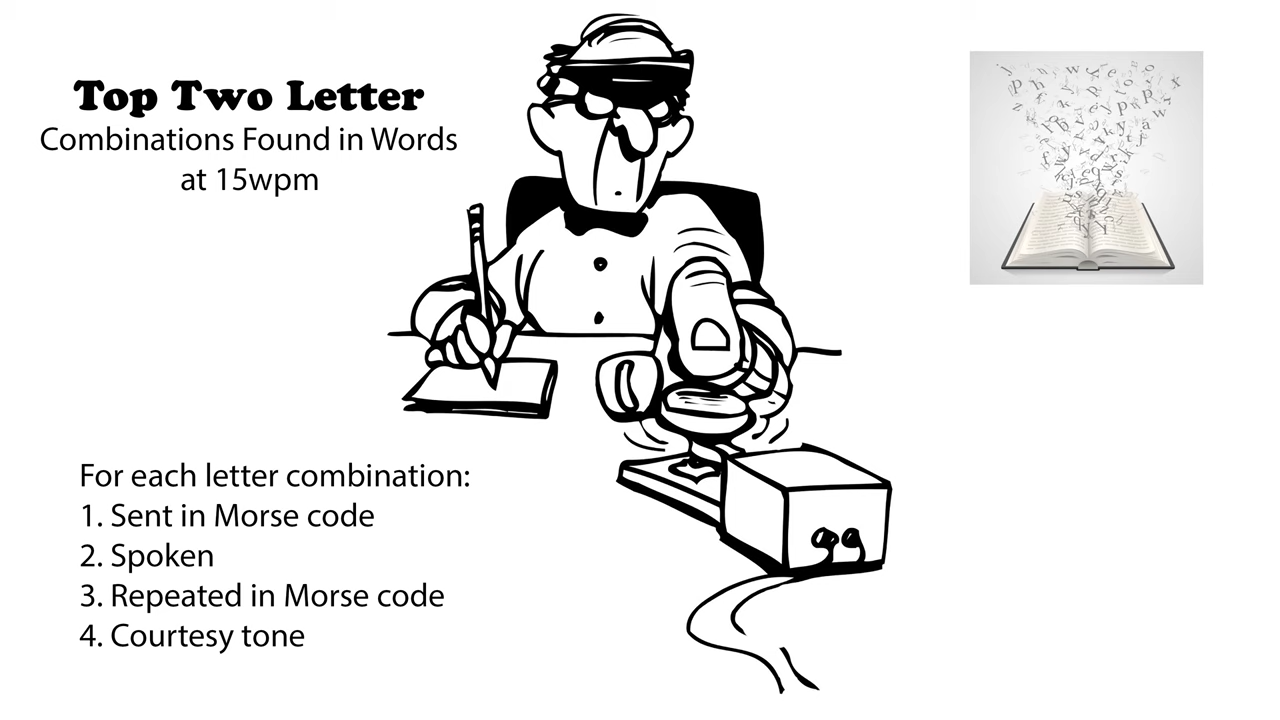 Top Two Letter
Combinations Found in Words
at 15wpm
For each letter combination:
1. Sent in Morse code
2. Spoken
3. Repeated in Morse code
4. Courtesy tone